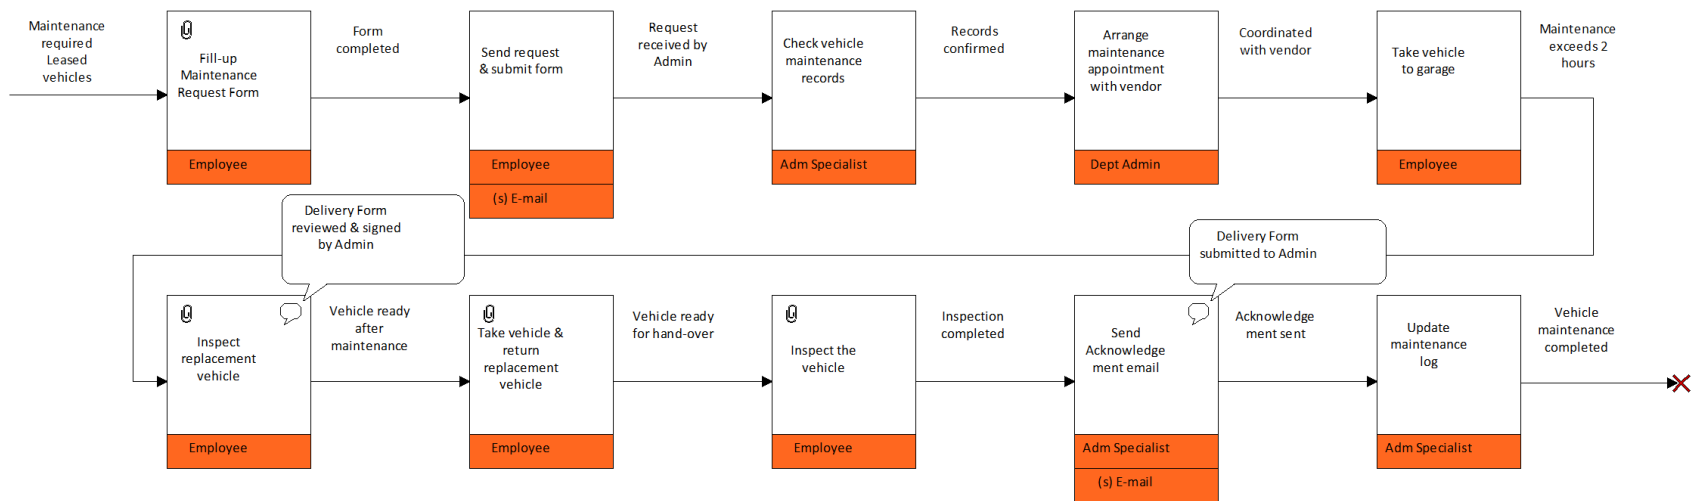 Maintenance
required
Leased
vehicles
Fill-up
Maintenance
Request Form
Employee
Form
completed
Send request
& submit form
Employee
(s) E-mail
Request
received by
Admin
Check vehicle
maintenance
records
Adm Specialist
Records
confirmed
Arrange
maintenance
appointment
with vendor
Dept Admin
Coordinated
with vendor
Take vehicle
to garage
Employee
Maintenance
exceeds 2
hours
Delivery Form
reviewed & signed
by Admin
Delivery Form
submitted to Admin
Inspect
replacement
vehicle
Employee
Vehicle ready
after
maintenance
Take vehicle &
return
replacement
vehicle
Employee
Vehicle ready
for hand-over
Inspect the
vehicle
Employee
Inspection
completed
Send
Acknowledge
ment email
Adm Specialist
(s) E-mail
Acknowledge
ment sent
Update
maintenance
log
Adm Specialist
Vehicle
maintenance
completed